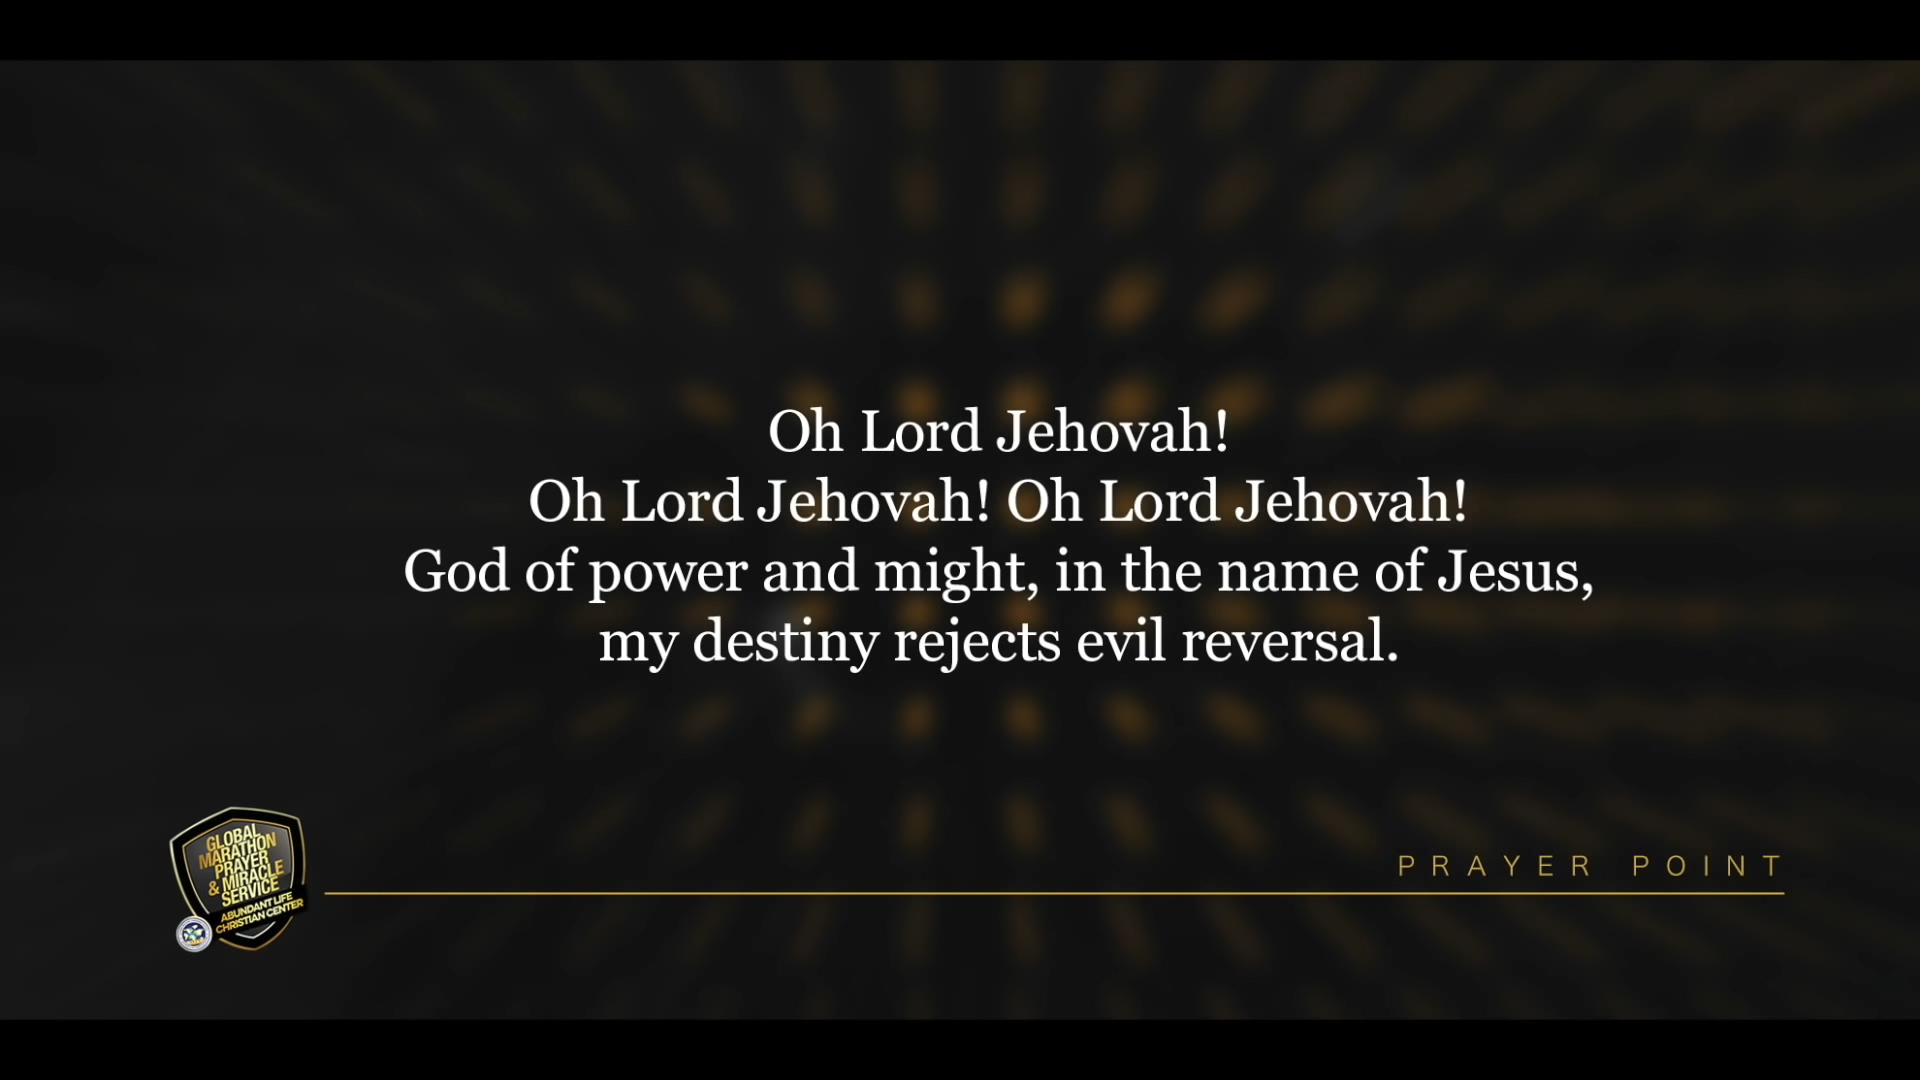 Oh Lord Jehovah!
Oh Lord Jehovah! Oh Lord Jehovah!
God of power and might, in the name of Jesus,
my destiny rejects evil reversal.
PRAYER POINT
GLOBAL
MARATHON
PRAYER
& MIRACLE
SERVICE
ABUNDANT LIFE
CHRISTIAN CENTER